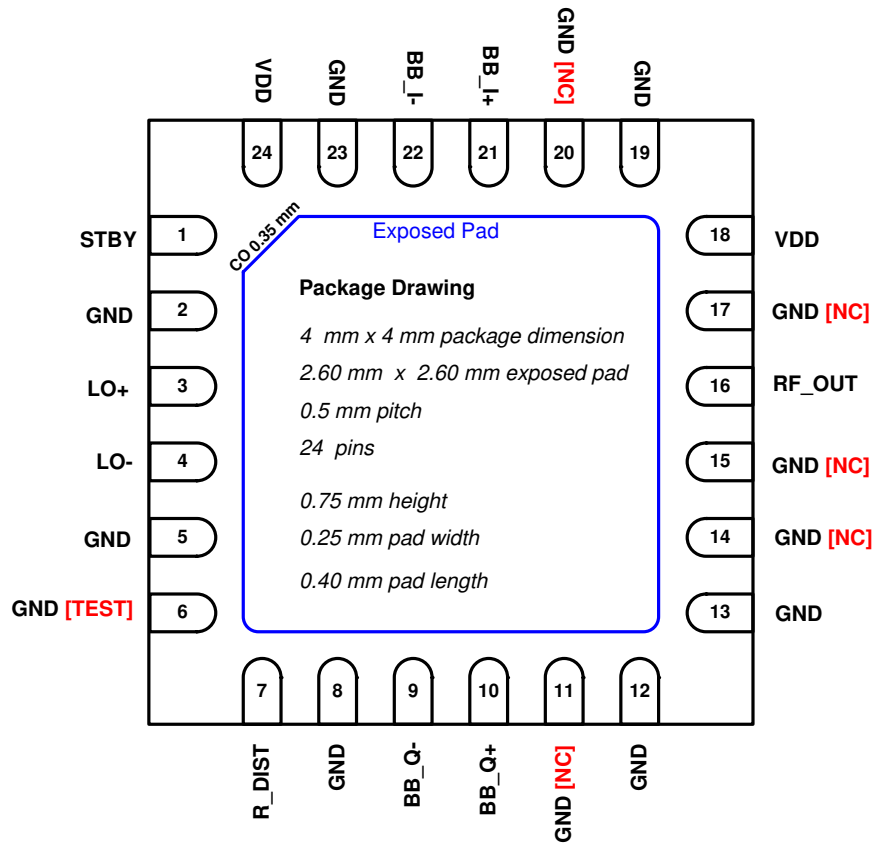 VDD
GND
BB_I-
BB_I+
GND [NC]
GND
24
23
22
21
20
19
STBY
1
GND
2
LO+
3
LO-
4
GND
5
GND [TEST]
6
CO 0.35 mm
Exposed Pad
Package Drawing
4 mm x 4 mm package dimension
2.60 mm x 2.60 mm exposed pad
0.5 mm pitch
24 pins
0.75 mm height
0.25 mm pad width
0.40 mm pad length
18
VDD
17
GND [NC]
16
RF_OUT
15
GND [NC]
14
GND [NC]
13
GND
7
8
9
10
11
12
R_DIST
GND
BB_Q-
BB_Q+
GND [NC]
GND